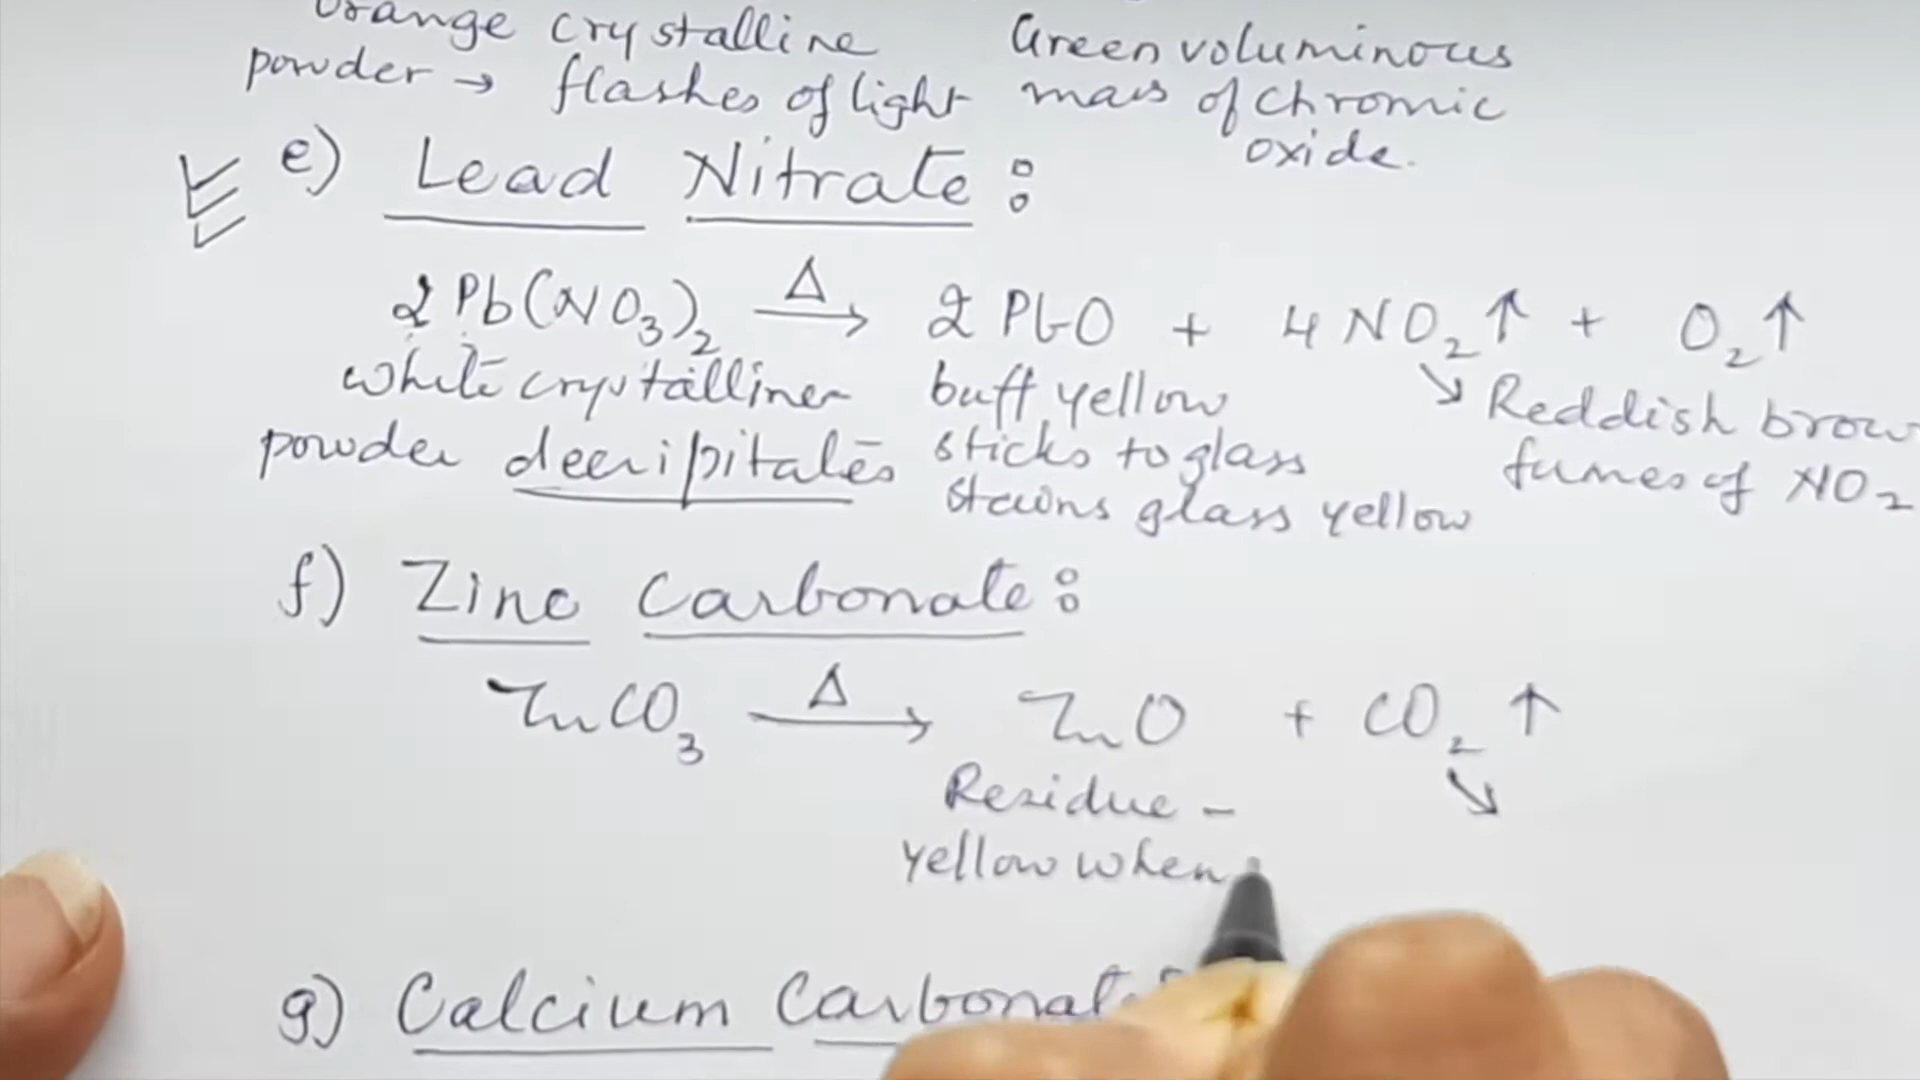 Orange crystalline Green voluminous
powder → flashes of light mass of chromic
oxide.
e) Lead Nitrate :
2Pb(NO₃)₂ Δ→ 2PbO + 4NO₂↑ + O₂↑
white crystalline buff yellow ↘ Reddish brow
powder decripitates sticks to glass fumes of NO₂
stains glass yellow
f) Zinc Carbonate :
ZnCO₃ Δ→ ZnO + CO₂ ↑
Residue – ↘
yellow when
g) Calcium Carbonat